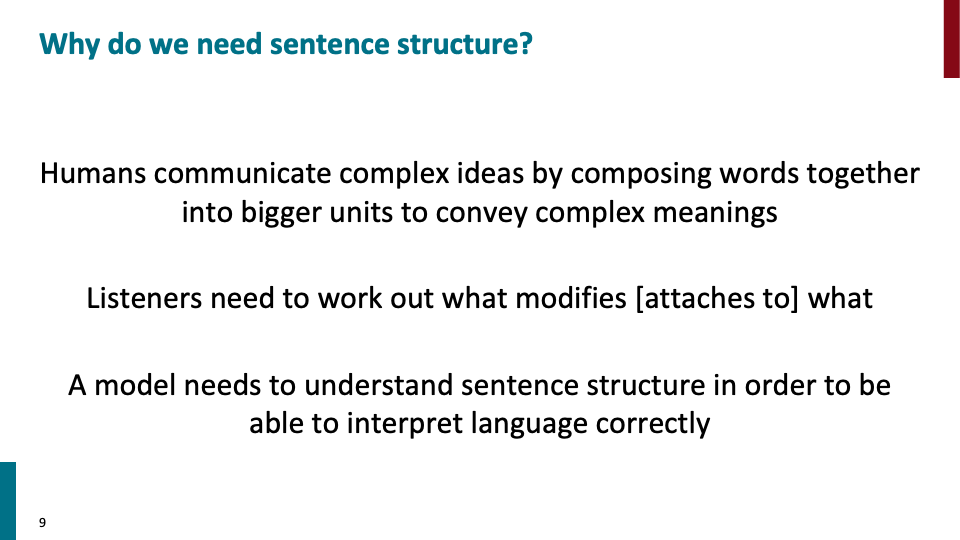 Why do we need sentence structure?
Humans communicate complex ideas by composing words together
into bigger units to convey complex meanings
Listeners need to work out what modifies [attaches to] what
A model needs to understand sentence structure in order to be
able to interpret language correctly
9